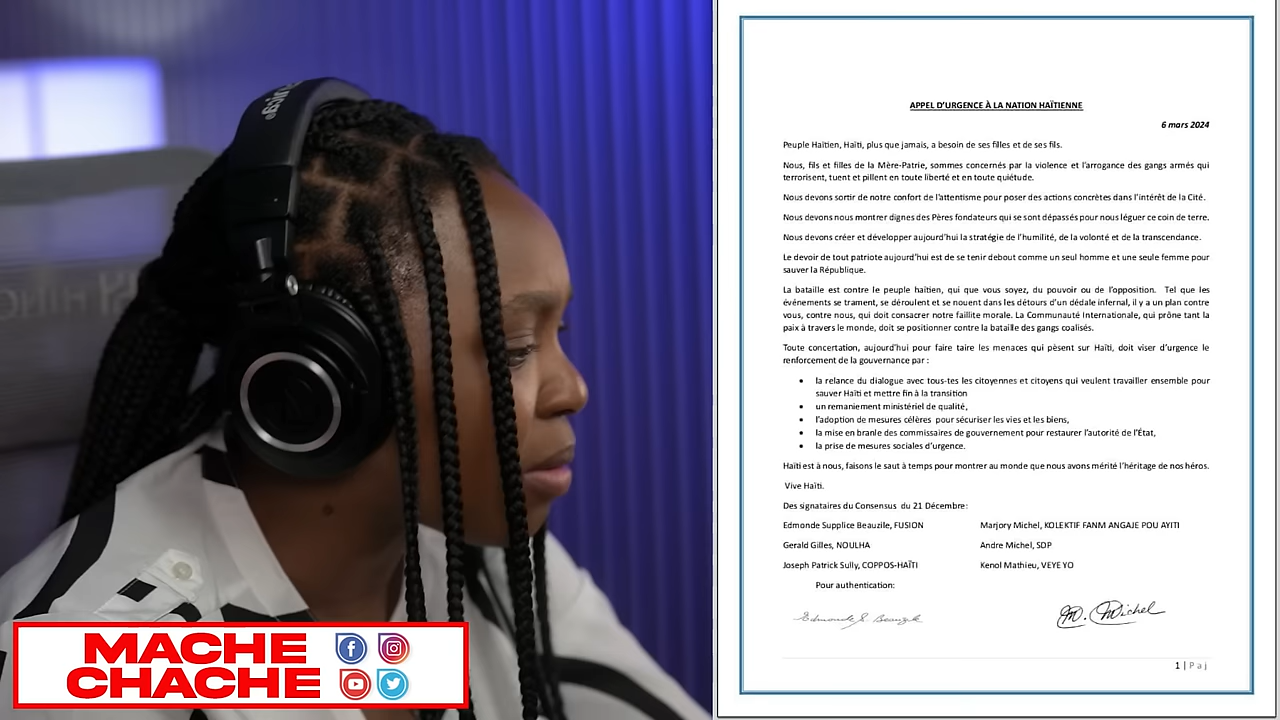 MACHE
CHACHE
APPEL D'URGENCE À LA NATION HAÏTIENNE
6 mars 2024
Peuple Haïtien, Haïti, plus que jamais, a besoin de ses filles et de ses fils.
Nous, fils et filles de la Mère-Patrie, sommes concernés par la violence et l'arrogance des gangs armés qui
terrorisent, tuent et pillent en toute liberté et en toute quiétude.
Nous devons sortir de notre confort de l'attentisme pour poser des actions concrètes dans l'intérêt de la Cité.
Nous devons nous montrer dignes des Pères fondateurs qui se sont dépassés pour nous léguer ce coin de terre.
Nous devons créer et développer aujourd'hui la stratégie de l'humilité, de la volonté et de la transcendance.
Le devoir de tout patriote aujourd'hui est de se tenir debout comme un seul homme et une seule femme pour
sauver la République.
La bataille est contre le peuple haïtien, qui que vous soyez, du pouvoir ou de l'opposition. Tel que les
événements se trament, se déroulent et se nouent dans les détours d'un dédale infernal, il y a un plan contre
vous, contre nous, qui doit consacrer notre faillite morale. La Communauté Internationale, qui prône tant la
paix à travers le monde, doit se positionner contre la bataille des gangs coalisés.
Toute concertation, aujourd'hui pour faire taire les menaces qui pèsent sur Haïti, doit viser d'urgence le
renforcement de la gouvernance par :
• la relance du dialogue avec tous-tes les citoyennes et citoyens qui veulent travailler ensemble pour
sauver Haïti et mettre fin à la transition
• un remaniement ministériel de qualité,
• l'adoption de mesures célères pour sécuriser les vies et les biens,
• la mise en branle des commissaires de gouvernement pour restaurer l'autorité de l'État,
• la prise de mesures sociales d'urgence.
Haïti est à nous, faisons le saut à temps pour montrer au monde que nous avons mérité l'héritage de nos héros.
Vive Haïti.
Des signataires du Consensus du 21 Décembre:
Edmonde Supplice Beauzile, FUSION Marjory Michel, KOLEKTIF FANM ANGAJE POU AYITI
Gerald Gilles, NOULHA Andre Michel, SDP
Joseph Patrick Sully, COPPOS-HAÏTI Kenol Mathieu, VEYE YO
Pour authentication:
Edmonde S. Beauzile M. Michel
1 | P a j